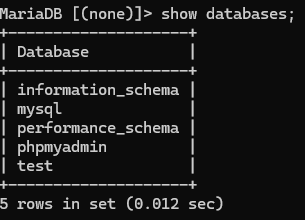 MariaDB [(none)]> show databases;
+--------------------+
| Database           |
+--------------------+
| information_schema |
| mysql              |
| performance_schema |
| phpmyadmin         |
| test               |
+--------------------+
5 rows in set (0.012 sec)